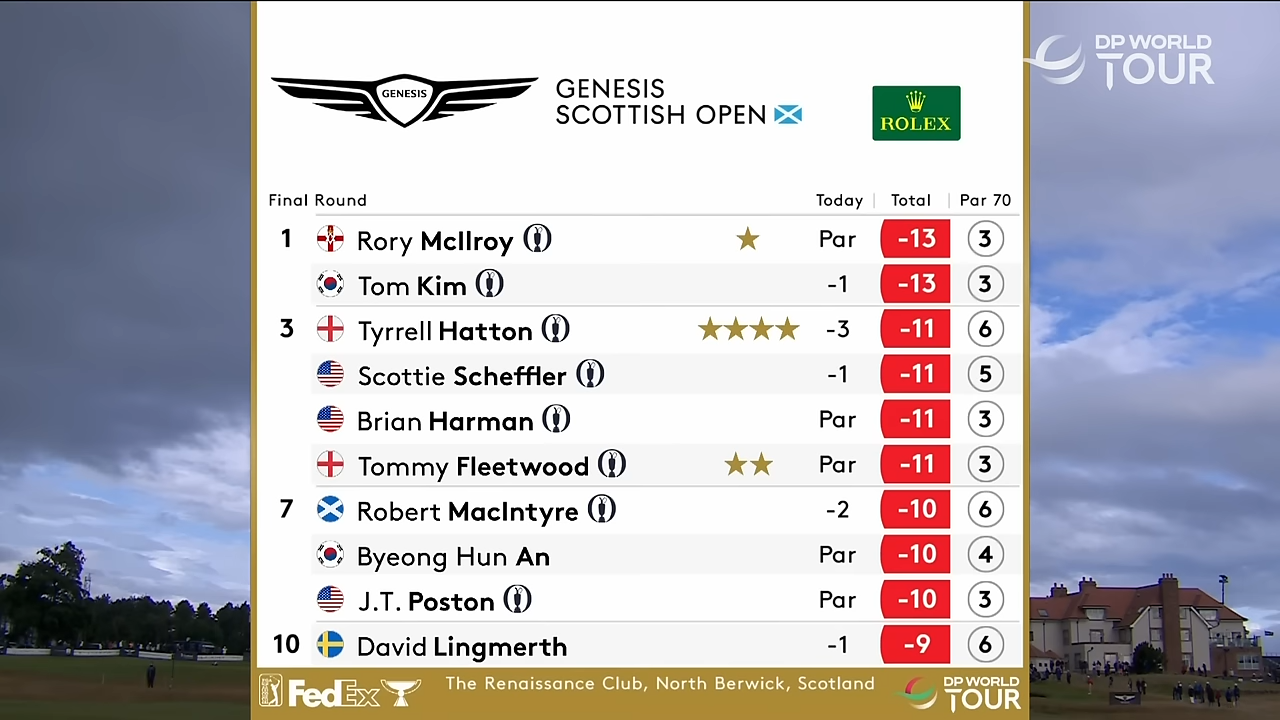 DP WORLD
TOUR
GENESIS
GENESIS
SCOTTISH OPEN
ROLEX
Final Round Today Total Par 70
1 Rory McIlroy Par -13 3
Tom Kim -1 -13 3
3 Tyrrell Hatton -3 -11 6
Scottie Scheffler -1 -11 5
Brian Harman Par -11 3
Tommy Fleetwood Par -11 3
7 Robert MacIntyre -2 -10 6
Byeong Hun An Par -10 4
J.T. Poston Par -10 3
10 David Lingmerth -1 -9 6
FedEx The Renaissance Club, North Berwick, Scotland DP WORLD
TOUR